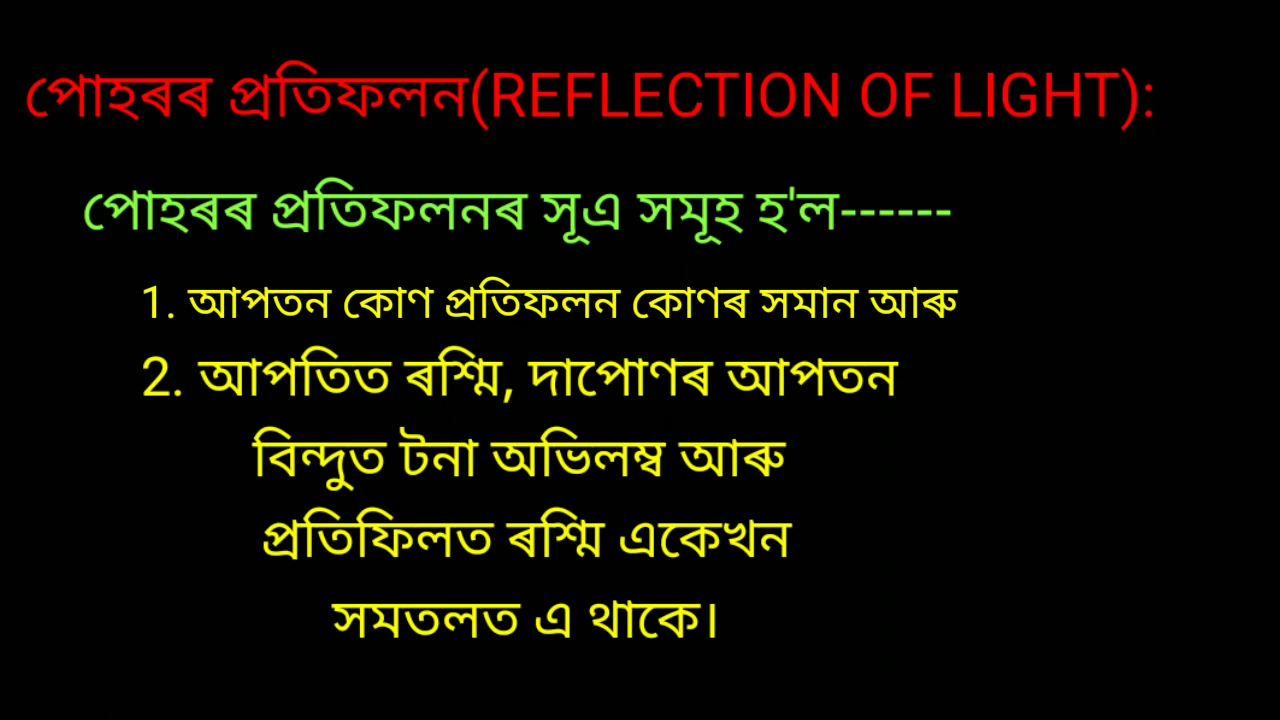 পোহৰৰ প্ৰতিফলন(REFLECTION OF LIGHT):
পোহৰৰ প্ৰতিফলনৰ সূএ সমূহ হ'ল------
1. আপতন কোণ প্ৰতিফলন কোণৰ সমান আৰু
2. আপতিত ৰশ্মি, দাপোণৰ আপতন
বিন্দুত টনা অভিলম্ব আৰু
প্ৰতিফিলত ৰশ্মি একেখন
সমতলত এ থাকে।